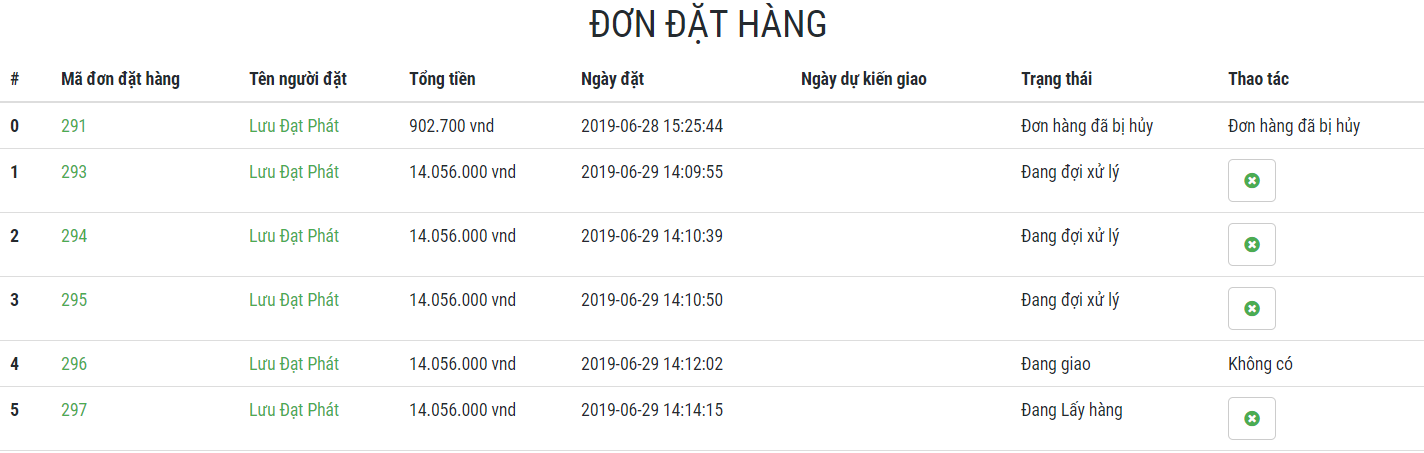 ĐƠN ĐẶT HÀNG
# Mã đơn đặt hàng Tên người đặt Tổng tiền Ngày đặt Ngày dự kiến giao Trạng thái Thao tác
0 291 Lưu Đạt Phát 902.700 vnd 2019-06-28 15:25:44 Đơn hàng đã bị hủy Đơn hàng đã bị hủy
1 293 Lưu Đạt Phát 14.056.000 vnd 2019-06-29 14:09:55 Đang đợi xử lý
2 294 Lưu Đạt Phát 14.056.000 vnd 2019-06-29 14:10:39 Đang đợi xử lý
3 295 Lưu Đạt Phát 14.056.000 vnd 2019-06-29 14:10:50 Đang đợi xử lý
4 296 Lưu Đạt Phát 14.056.000 vnd 2019-06-29 14:12:02 Đang giao Không có
5 297 Lưu Đạt Phát 14.056.000 vnd 2019-06-29 14:14:15 Đang Lấy hàng